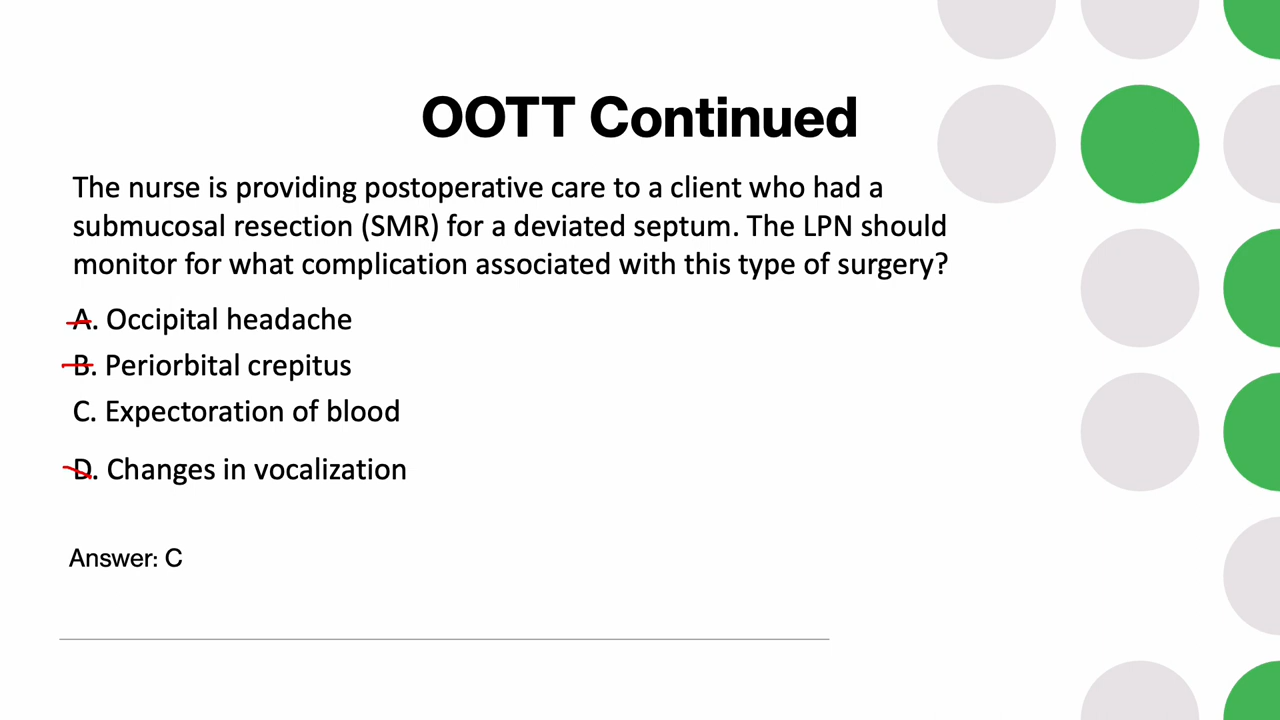 OOTT Continued
The nurse is providing postoperative care to a client who had a
submucosal resection (SMR) for a deviated septum. The LPN should
monitor for what complication associated with this type of surgery?
A. Occipital headache
B. Periorbital crepitus
C. Expectoration of blood
D. Changes in vocalization
Answer: C